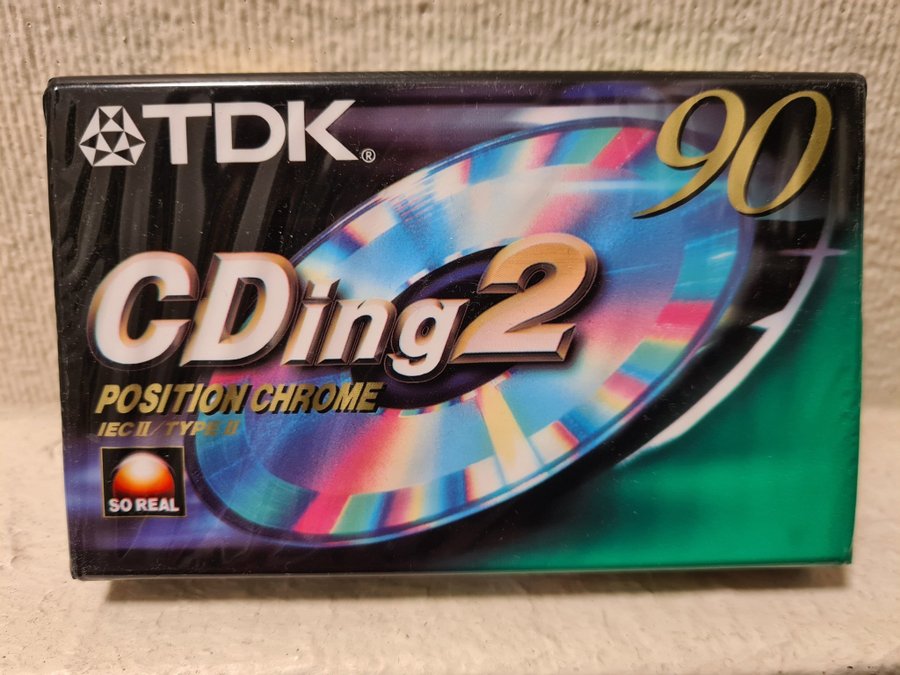 TDK®
90
CDing2
POSITION CHROME
IEC II / TYPE II
SO REAL